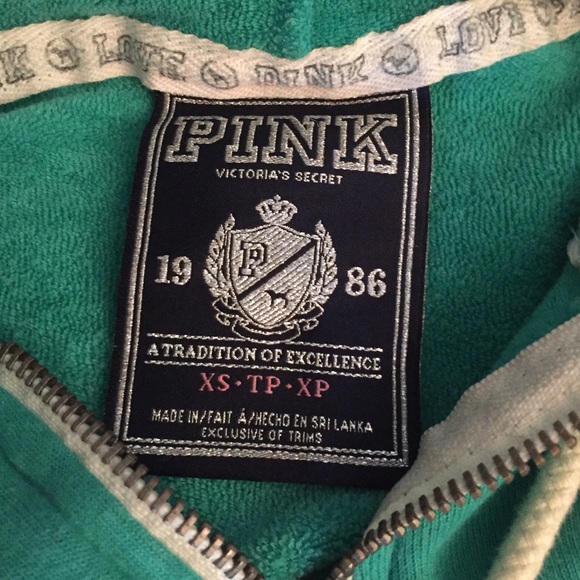 K LOVE PINK LOVE
PINK
VICTORIA'S SECRET
P
19 86
A TRADITION OF EXCELLENCE
XS•TP•XP
MADE IN/FAIT Á/HECHO EN SRI LANKA
EXCLUSIVE OF TRIMS